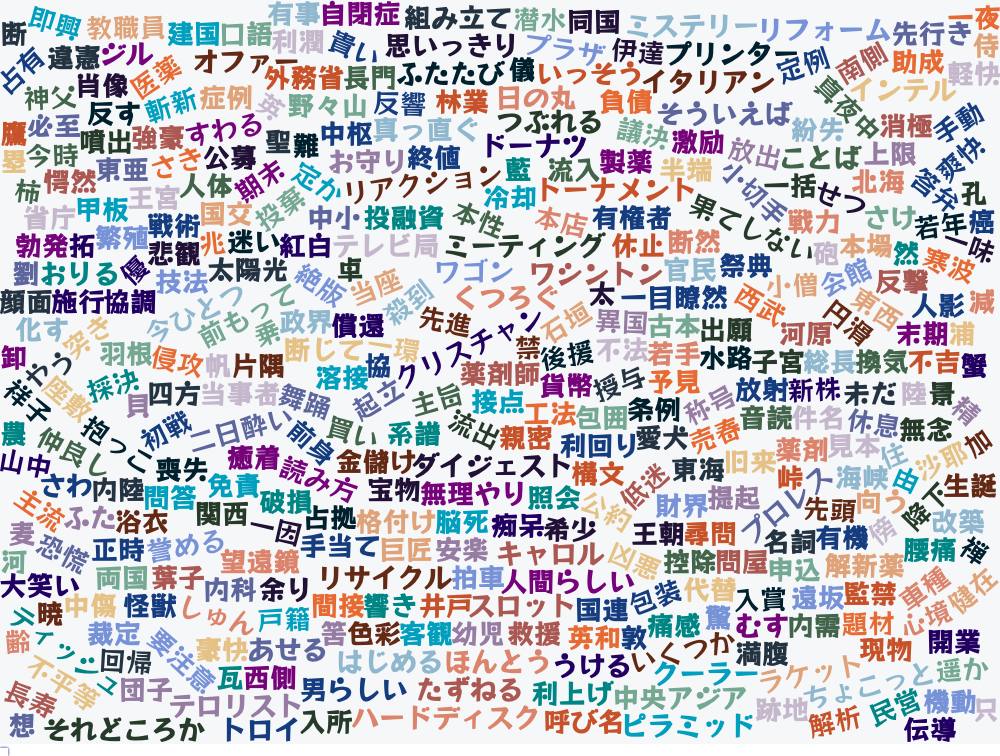 有事 自閉症 組み立て 潜水 同国 ミステリー リフォーム 先行き 一夜
断 即興 教職員 建国 口語 利潤 貴い 思いっきり プラザ 伊達 プリンター 定例 南側 助成 侍
占有 違憲 ジル オファー 外務省 長門 ふたたび 儀 いっそう イタリアン 真夜中 インテル 軽快
神父 肖像 医薬 反す 斬新 症例 英 野々山 反響 林業 日の丸 負債 そういえば 紛失 消極 手動
鷹 必至 噴出 強豪 すわる 聖 難 中枢 真っ直ぐ つぶれる 議決 激励 放出 ことば 上限 爽快
塁 今時 東亜 さき 公募 お守り 終値 ドーナツ 藍 流入 製薬 半端 小切手 一括 せつ 北海 答弁 孔
柿 愕然 王宮 人体 期末 定か リアクション 冷却 トーナメント 果てしない
省庁 甲板 戦術 国交 投棄 中小 投融資 本性 本店 有権者 戦力 さけ 若年 癌
勃発 拓 繁殖 悲観 兆 迷い 紅白 テレビ局 ミーティング 休止 断然 砲 本場 然 寒波 一味
劉 おりる 優 技法 太陽光 絶版 車 当座 殺到 ワゴン ワシントン 官民 祭典 小僧 会館 反撃
顔面 施行 協調 今ひとつ 前もって くつろぐ 太 一目瞭然 西武 東西 円滑 人影 減
化す 突き 乗 政界 償還 先進 クリスチャン 石垣 異国 古本 出願 河原 末期 浦
卸 やう 羽根 侵攻 帆 片隅 断じて 一環 協 禁 後援 不法 若手 水路 子宮 総長 換気 不吉 蟹
祥子 座敷 採決 貝 四方 当事者 舞踊 溶接 起立 主旨 薬剤師 貨幣 授与 予見 放射 新株 未だ 陸 景
農 仲良し 抱っこ 初戦 二日酔い 前身 買い 系譜 流出 接点 工法 親密 包囲 条例 称号 音読 件名 休息 無念 積
利回り 愛犬 売春
山中 さわ 内陸 喪失 癒着 読み方 金儲け ダイジェスト 構文 低迷 東海 旧来 薬剤 見本 峠 海峡 住 由 沙耶 加
主流 ふた 浴衣 問答 免責 破損 宝物 無理やり 照会 公約 財界 提起 プロレス 先頭 向う 降 下 生誕
麦 恐慌 正時 誉める 関西 一因 占拠 格付け 脳死 痴呆 希少 王朝 尋問 名詞 有機 傍 改築
河 両国 葉子 望遠鏡 手当て 巨匠 安楽 キャロル 凶悪 控除 問屋 申込 解新薬 腰痛 禅
大笑い 暁 中傷 怪獣 しゅん 内科 余り リサイクル 拍車 人間らしい 包装 代替 入賞 遠坂 監禁 車種 健在
齢 裁定 要注意 豪快 戸籍 間接 響き 井戸 スロット 国連 痛感 驚 むす 内需 題材 心境
ティッシュ 回帰 あせる 筈 色彩 客観 幼児 救援 英和 敦 いくつか 満腹 現物 開業
不平等 団子 瓦 西側 はじめる ほんとう うける クーラー ラケット ちょこっと 遥か
長寿 テロリスト 男らしい たずねる 利上げ 中央アジア 跡地 解析 民営 機動 只
想 それどころか トロイ 入所 ハードディスク 呼び名 ピラミッド 伝導